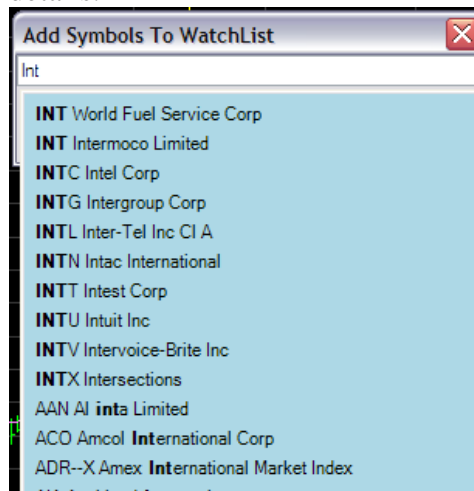 Add Symbols To WatchList
Int
INT World Fuel Service Corp
INT Intermoco Limited
INTC Intel Corp
INTG Intergroup Corp
INTL Inter-Tel Inc Cl A
INTN Intac International
INTT Intest Corp
INTU Intuit Inc
INTV Intervoice-Brite Inc
INTX Intersections
AAN Al inta Limited
ACO Amcol International Corp
ADR--X Amex International Market Index